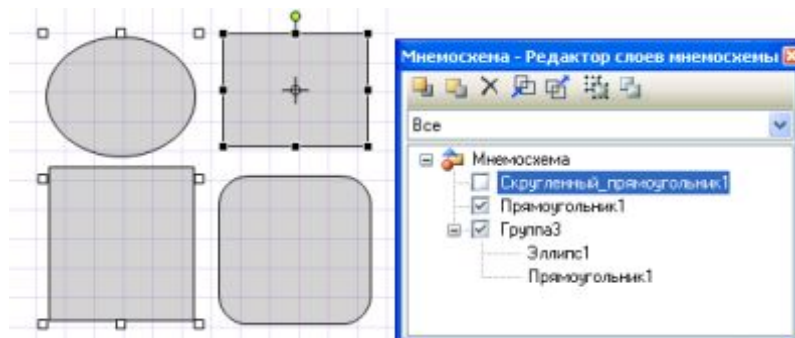 Мнемосхема - Редактор слоев мнемосхемы
Все
Мнемосхема
Скругленный_прямоугольник1
Прямоугольник1
Группа3
Эллипс1
Прямоугольник1